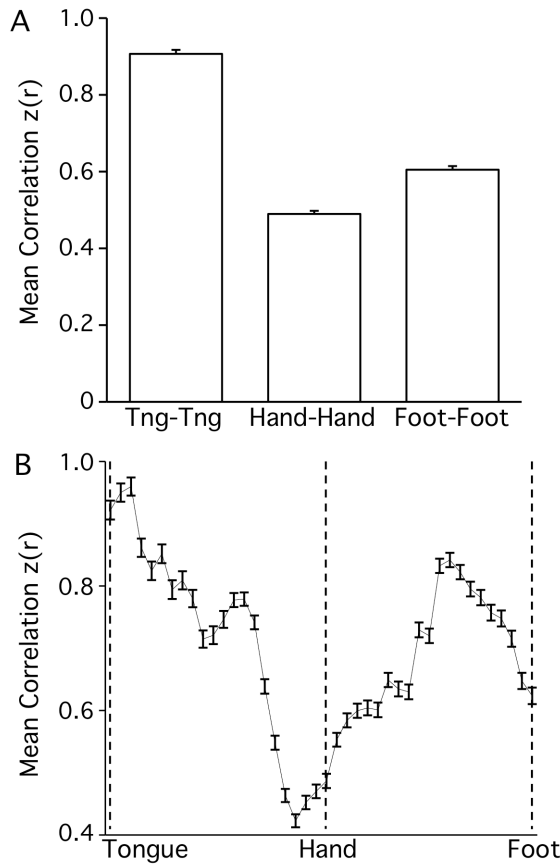 A
Mean Correlation z(r)
1.0
0.8
0.6
0.4
0.2
0
Tng-Tng Hand-Hand Foot-Foot
B
Mean Correlation z(r)
1.0
0.8
0.6
0.4
Tongue Hand Foot